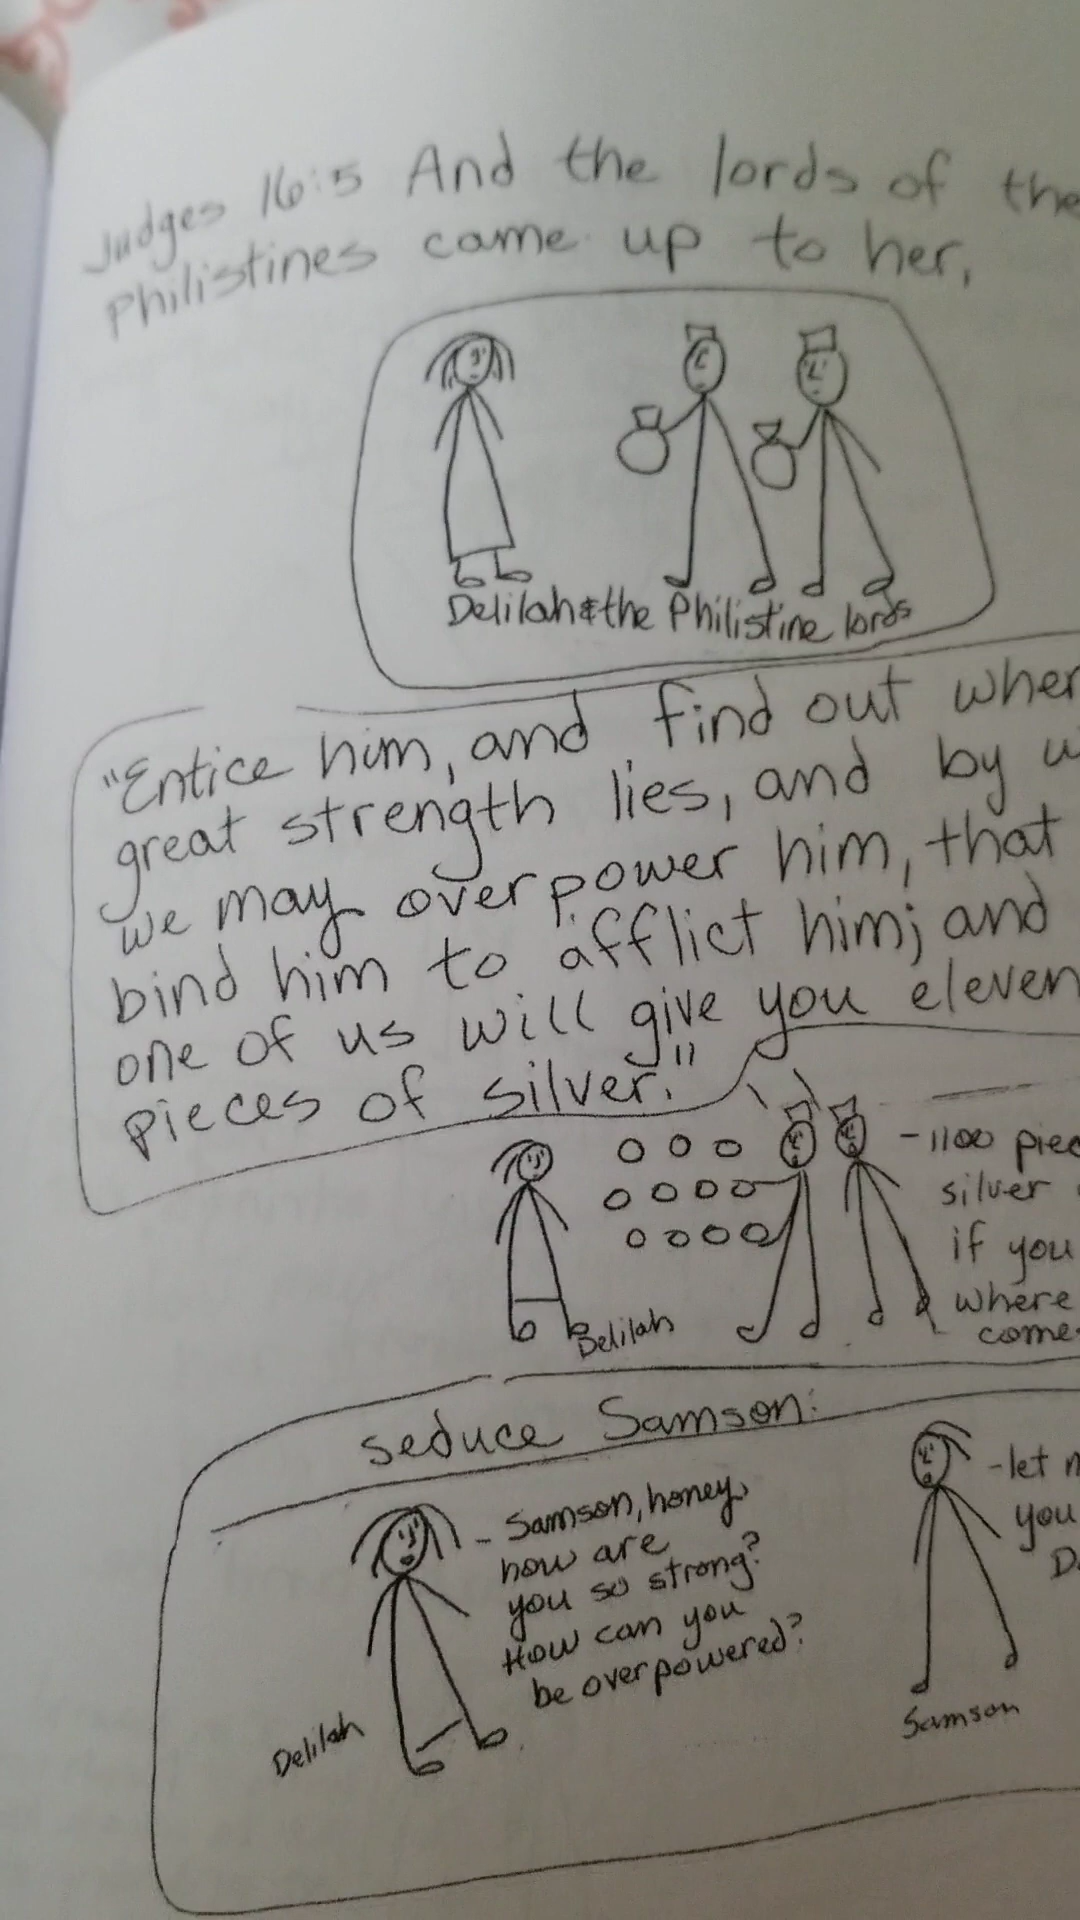 Judges 16:5 And the lords of the
Philistines came up to her,
Delilah & the Philistine lords
"Entice him, and find out
great strength lies, and by
we may overpower him, that
bind him to afflict him; and
one of us will give you eleven
pieces of silver."
-1100
silver
if you
where
Delilah
seduce Samson:
- Samson, honey,
how are
you so strong?
How can you
be overpowered?
-let
you
Delilah
Samson